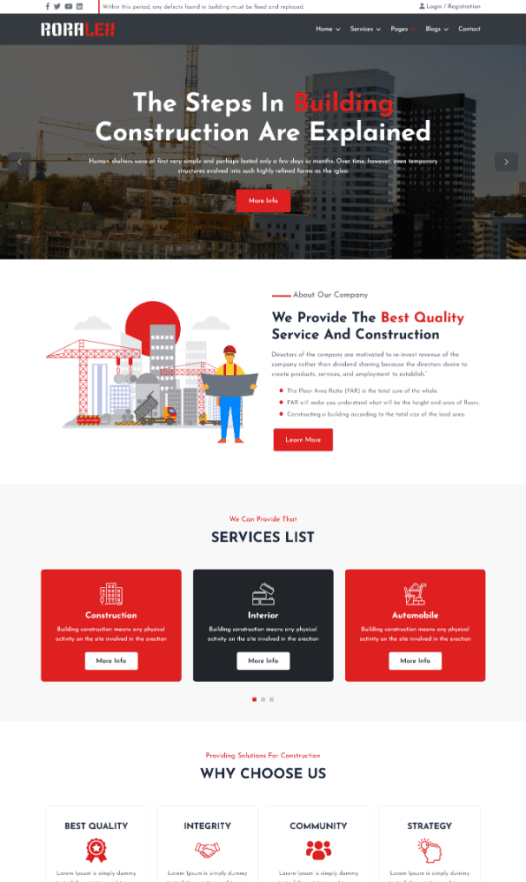 Within this period, any defects found in building must be fixed and replaced.
Login / Registration
RORALEX
Home Services Pages Blogs Contact
The Steps In Building
Construction Are Explained
Human shelters were at first very simple and perhaps lasted only a few days or months. Over time, however, even temporary
structures evolved into such highly refined forms as the igloo.
More Info
About Our Company
We Provide The Best Quality
Service And Construction
Directors of the company are motivated to re-invest revenue of the
company rather than dividend sharing because the directors desire to
create products, services, and employment to establish."
The Floor Area Ratio (FAR) is the total sum of the whole.
FAR will make you understand what will be the height and area of floors.
Constructing a building according to the total size of the land area.
Learn More
We Can Provide That
SERVICES LIST
Construction
Building construction means any physical
activity on the site involved in the erection
More Info
Interior
Building construction means any physical
activity on the site involved in the erection
More Info
Automobile
Building construction means any physical
activity on the site involved in the erection
More Info
Providing Solutions For Construction
WHY CHOOSE US
BEST QUALITY
Lorem Ipsum is simply dummy
INTEGRITY
Lorem Ipsum is simply dummy
COMMUNITY
Lorem Ipsum is simply dummy
STRATEGY
Lorem Ipsum is simply dummy